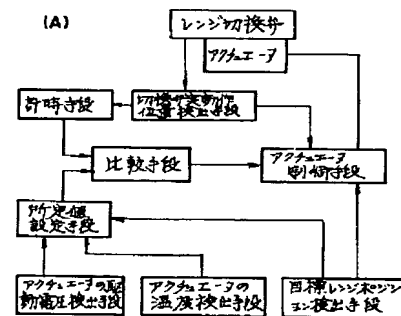 (A)
レンジ切換弁
アクチュエータ
計時手段
切換弁実動作
位置検出手段
比較手段
アクチュエータ
制御手段
所定値
設定手段
アクチュエータの駆
動電圧検出手段
アクチュエータの
温度検出手段
目標レンジポジシ
ョン検出手段